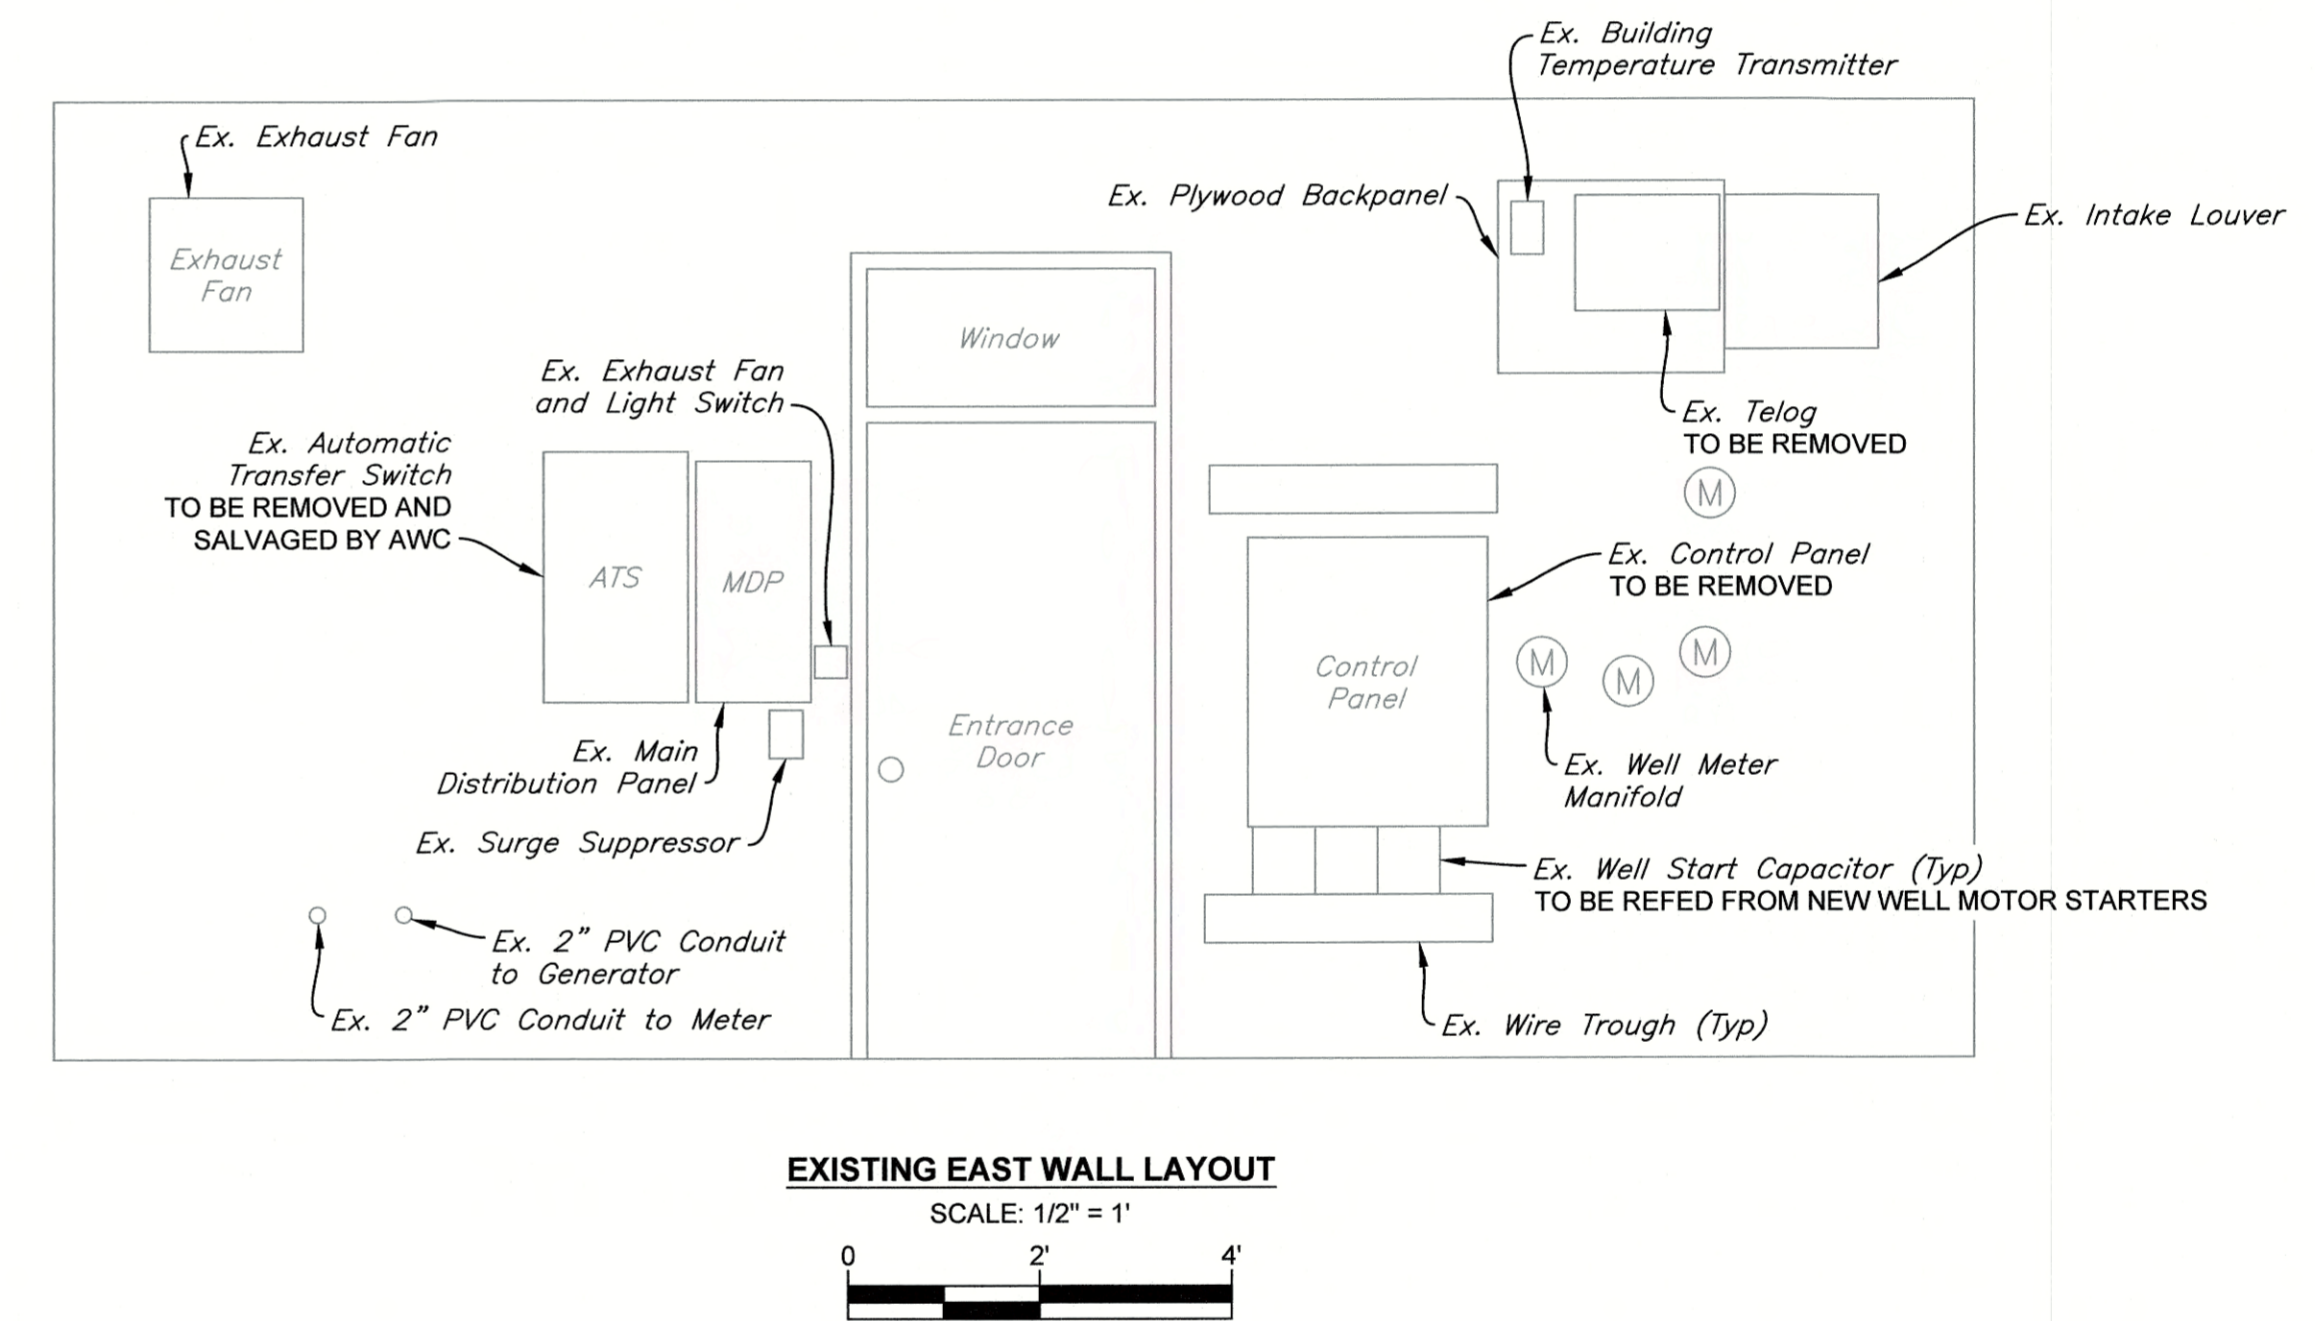 Ex. Building
Temperature Transmitter
Ex. Exhaust Fan
Ex. Plywood Backpanel
Ex. Intake Louver
Exhaust
Fan
Window
Ex. Exhaust Fan
and Light Switch
Ex. Telog
TO BE REMOVED
Ex. Automatic
Transfer Switch
TO BE REMOVED AND
SALVAGED BY AWC
M
ATS
MDP
Ex. Control Panel
TO BE REMOVED
Control
Panel
M
M
M
Entrance
Door
Ex. Main
Distribution Panel
Ex. Well Meter
Manifold
Ex. Surge Suppressor
Ex. Well Start Capacitor (Typ)
TO BE REFED FROM NEW WELL MOTOR STARTERS
Ex. 2" PVC Conduit
to Generator
Ex. 2" PVC Conduit to Meter
Ex. Wire Trough (Typ)
EXISTING EAST WALL LAYOUT
SCALE: 1/2" = 1'
0 2' 4'